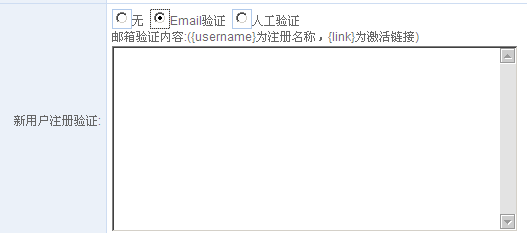 无 Email验证 人工验证
邮箱验证内容:({username}为注册名称，{link}为激活链接)
新用户注册验证: